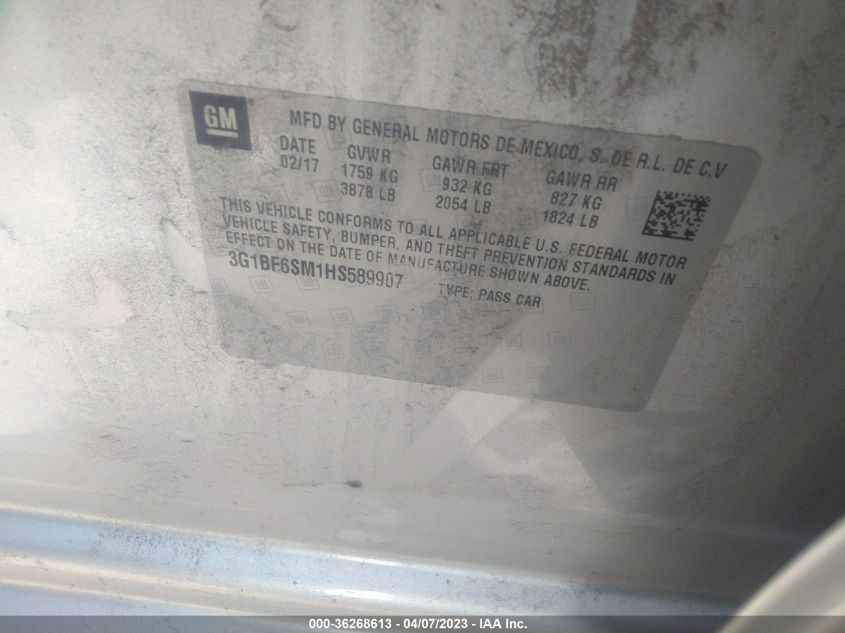 GM
MFD BY GENERAL MOTORS DE MEXICO, S. DE R.L. DE C.V
DATE GVWR GAWR FRT GAWR RR
02/17 1759 KG 932 KG 827 KG
3878 LB 2054 LB 1824 LB
THIS VEHICLE CONFORMS TO ALL APPLICABLE U.S. FEDERAL MOTOR
VEHICLE SAFETY, BUMPER, AND THEFT PREVENTION STANDARDS IN
EFFECT ON THE DATE OF MANUFACTURE SHOWN ABOVE.
3G1BF6SM1HS589907 TYPE: PASS CAR
000-36268613 - 04/07/2023 - IAA Inc.